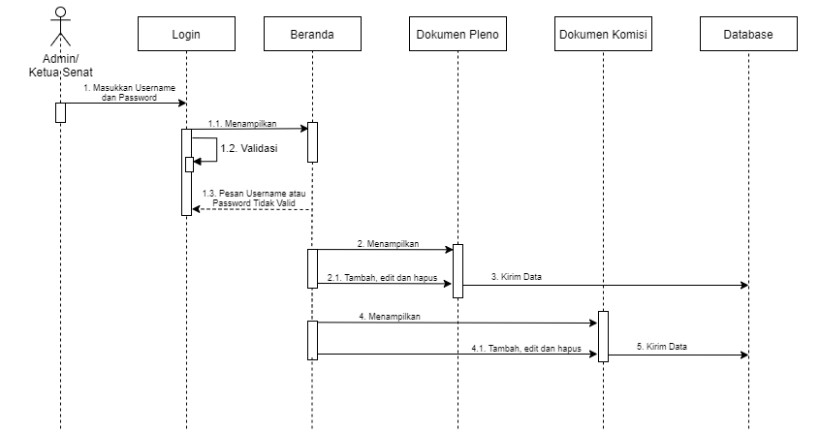 Login
Beranda
Dokumen Pleno
Dokumen Komisi
Database
Admin/
Ketua Senat
1. Masukkan Username
dan Password
1.1. Menampilkan
1.2. Validasi
1.3. Pesan Username atau
Password Tidak Valid
2. Menampilkan
2.1. Tambah, edit dan hapus
3. Kirim Data
4. Menampilkan
4.1. Tambah, edit dan hapus
5. Kirim Data